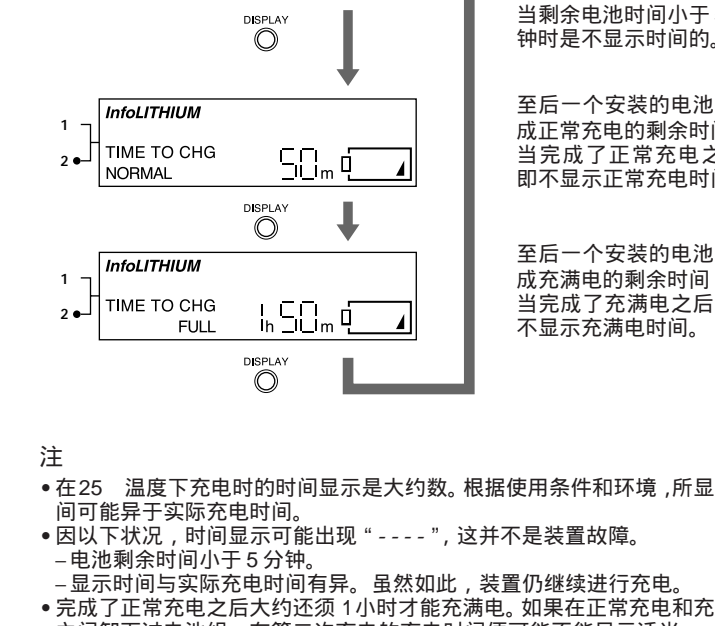 当剩余电池时间小于
钟时是不显示时间的。
DISPLAY
至后一个安装的电池
成正常充电的剩余时间
当完成了正常充电之
即不显示正常充电时间
InfoLITHIUM
1
2
TIME TO CHG
NORMAL
50m
DISPLAY
至后一个安装的电池
成充满电的剩余时间
当完成了充满电之后
不显示充满电时间。
InfoLITHIUM
1
2
TIME TO CHG
FULL
1h 50m
DISPLAY
注
•在25 温度下充电时的时间显示是大约数。根据使用条件和环境,所显
间可能异于实际充电时间。
•因以下状况,时间显示可能出现“----”,这并不是装置故障。
–电池剩余时间小于5分钟。
–显示时间与实际充电时间有异。虽然如此,装置仍继续进行充电。
•完成了正常充电之后大约还须1小时才能充满电。如果在正常充电和充